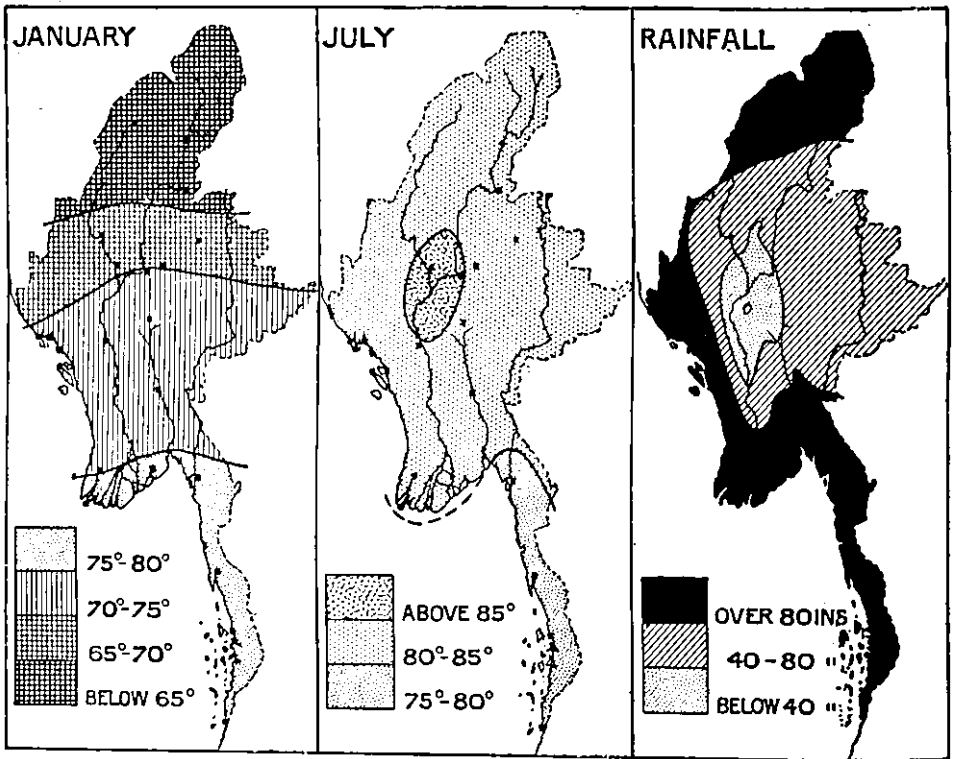 JANUARY
75°-80°
70°-75°
65°-70°
BELOW 65°
JULY
ABOVE 85°
80°-85°
75°-80°
RAINFALL
OVER 80INS
40-80 "
BELOW 40 "